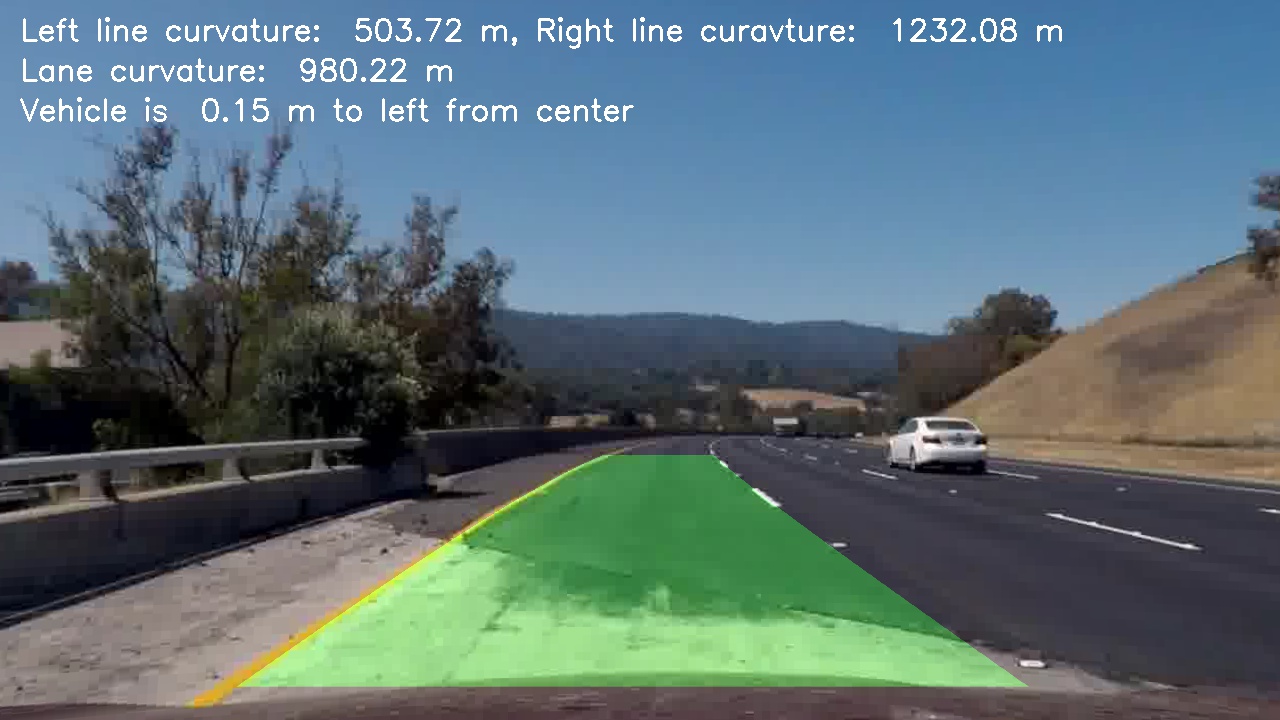 Left line curvature: 503.72 m, Right line curavture: 1232.08 m
Lane curvature: 980.22 m
Vehicle is 0.15 m to left from center